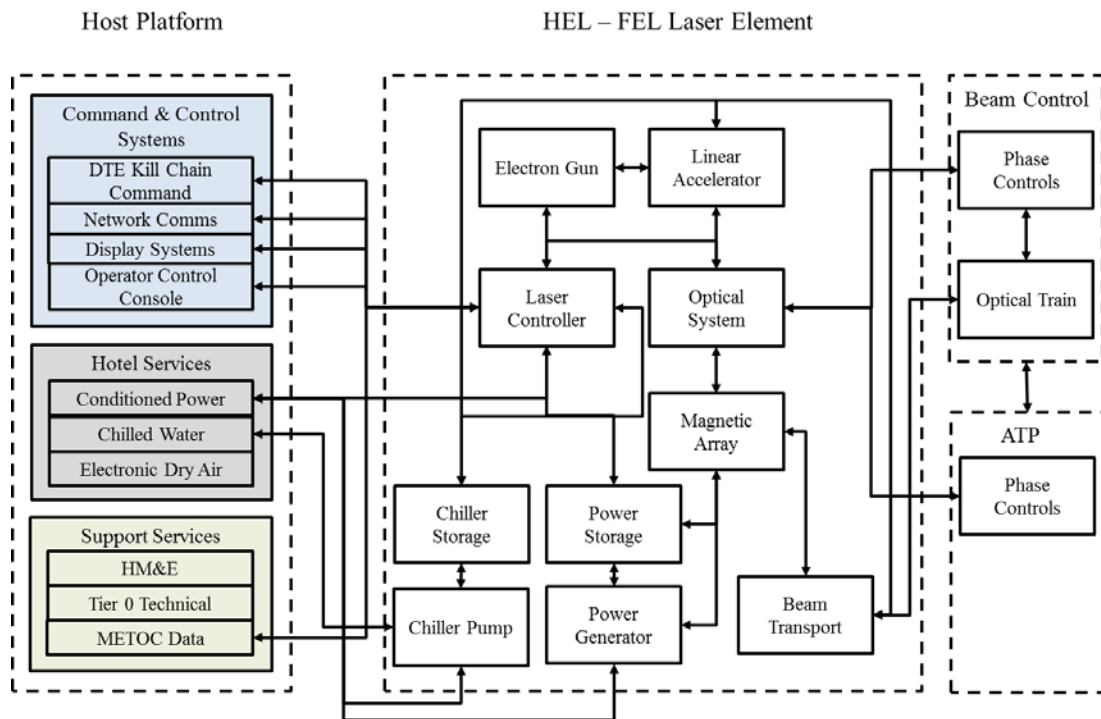 Host Platform
HEL – FEL Laser Element
Command & Control
Systems
DTE Kill Chain
Command
Network Comms
Display Systems
Operator Control
Console
Hotel Services
Conditioned Power
Chilled Water
Electronic Dry Air
Support Services
HM&E
Tier 0 Technical
METOC Data
Electron Gun
Linear
Accelerator
Laser
Controller
Optical
System
Magnetic
Array
Chiller
Storage
Power
Storage
Chiller Pump
Power
Generator
Beam
Transport
Beam Control
Phase
Controls
Optical Train
ATP
Phase
Controls